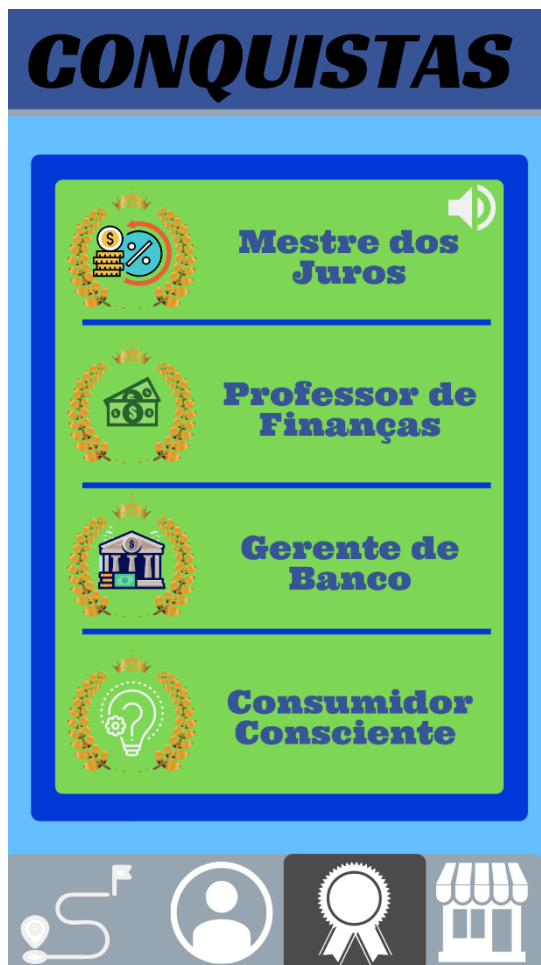 CONQUISTAS
Mestre dos
Juros
Professor de
Finanças
Gerente de
Banco
Consumidor
Consciente